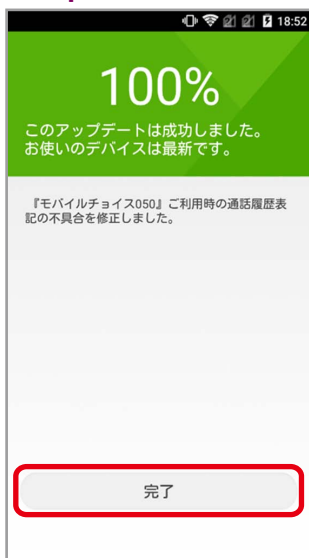 18:52
100%
このアップデートは成功しました。
お使いのデバイスは最新です。
『モバイルチョイス050』ご利用時の通話履歴表
記の不具合を修正しました。
完了